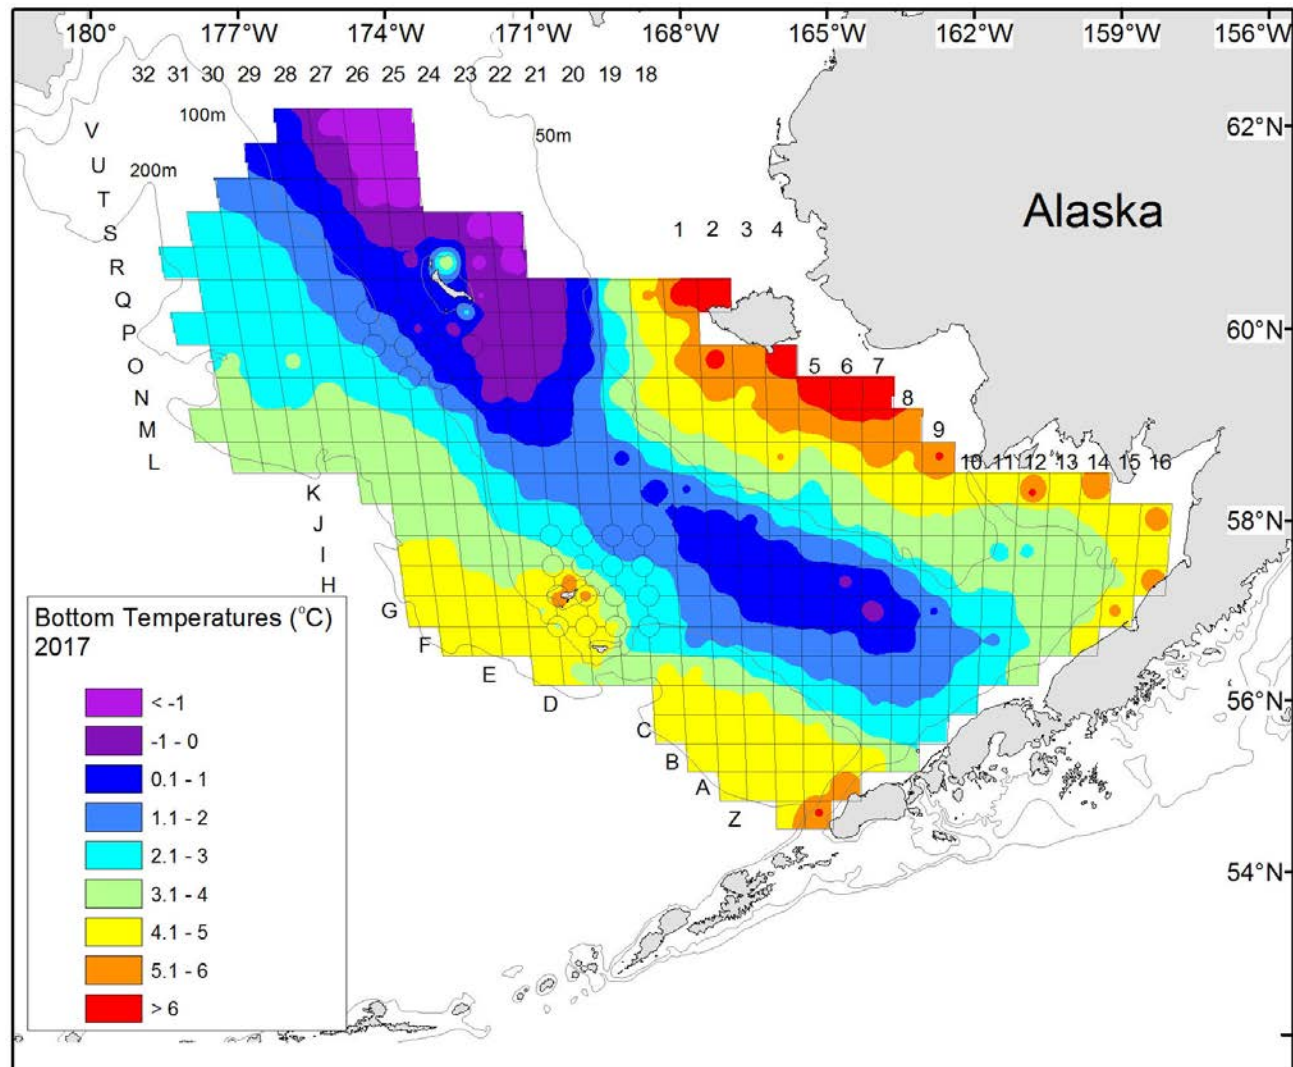 180° 177°W 174°W 171°W 168°W 165°W 162°W 159°W 156°W
32 31 30 29 28 27 26 25 24 23 22 21 20 19 18
100m
V
62°N
50m
U
200m
T
Alaska
S
1 2 3 4
R
Q
60°N
P
O
5 6 7
N
8
M
9
L
10 11 12 13 14 15 16
K
J
58°N
I
H
Bottom Temperatures (°C)
2017
G
F
E
D
56°N
C
B
A
Z
< -1
-1 - 0
0.1 - 1
1.1 - 2
2.1 - 3
3.1 - 4
4.1 - 5
5.1 - 6
> 6
54°N